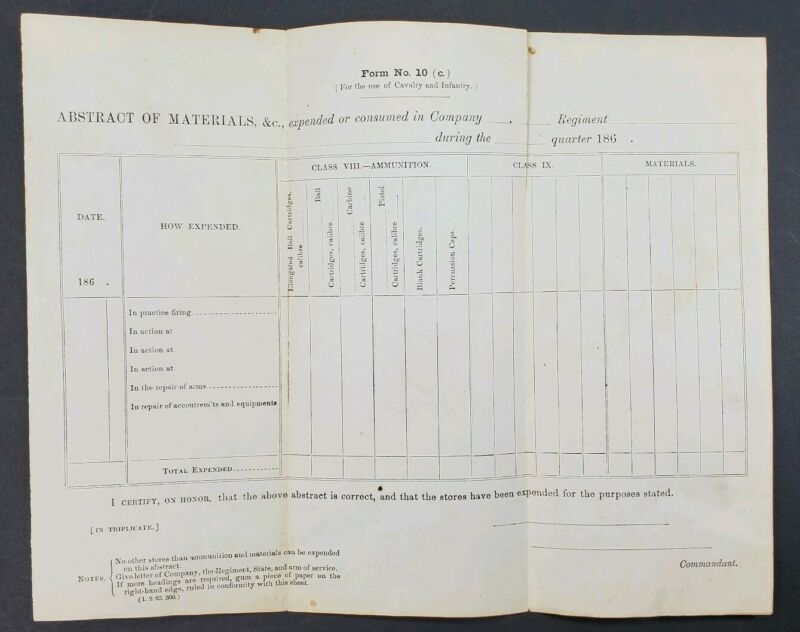 Form No. 10 (c.)
(For the use of Cavalry and Infantry.)
ABSTRACT OF MATERIALS, &c., expended or consumed in Company ____, ____ Regiment
during the ____ quarter 186 .
CLASS VIII.—AMMUNITION. CLASS IX. MATERIALS.
DATE.
186 .
HOW EXPENDED.
Elongated Ball Cartridges,
calibre
Ball
Cartridges, calibre
Carbine
Cartridges, calibre
Pistol
Cartridges, calibre
Blank Cartridges.
Percussion Caps.
In practice firing
In action at
In action at
In action at
In the repair of arms
In repair of accoutrem'ts and equipments
TOTAL EXPENDED
I CERTIFY, ON HONOR, that the above abstract is correct, and that the stores have been expended for the purposes stated.
[IN TRIPLICATE.]
Commandant.
NOTES.
No other stores than ammunition and materials can be expended
on this abstract.
Give letter of Company, the Regiment, State, and arm of service.
If more headings are required, gum a piece of paper on the
right-hand edge, ruled in conformity with this sheet.
(1. 2. 63. 300.)